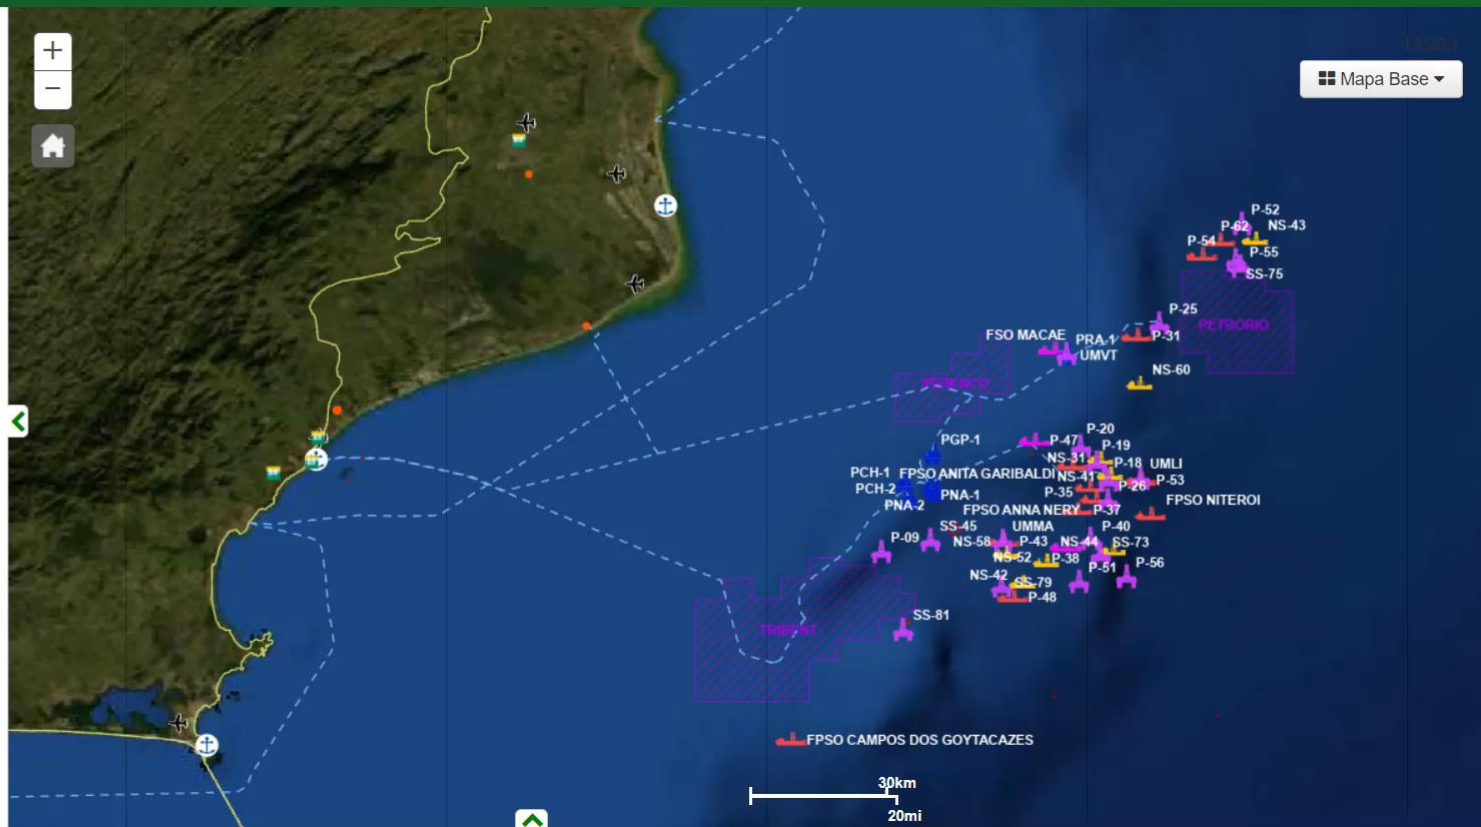 +
−
Mapa Base
P-52
P-62
NS-43
P-54
P-55
SS-75
P-25
PETRORIO
FSO MACAE
PRA-1
P-31
UMVT
NS-60
PERENCO
P-20
PGP-1
P-47
P-19
NS-31
P-18
UMLI
PCH-1
FPSO ANITA GARIBALDI
NS-41
P-53
PCH-2
P-26
PNA-1
P-35
FPSO NITEROI
PNA-2
FPSO ANNA NERY
P-37
SS-45
UMMA
P-40
P-09
NS-58
P-43
NS-44
SS-73
NS-52
P-38
P-51
P-56
NS-42
SS-79
P-48
SS-81
TRIDENT
FPSO CAMPOS DOS GOYTACAZES
30km
20mi